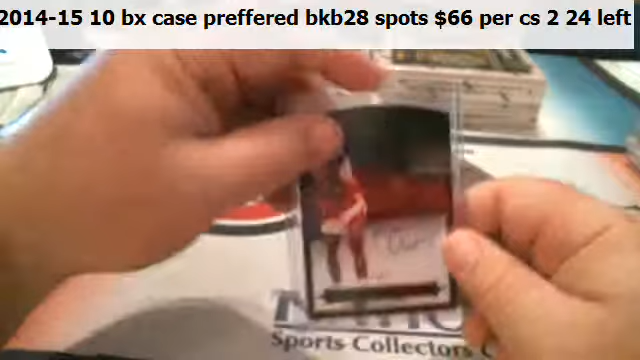 2014-15 10 bx case preffered bkb28 spots $66 per cs 2 24 left
Sports Collectors